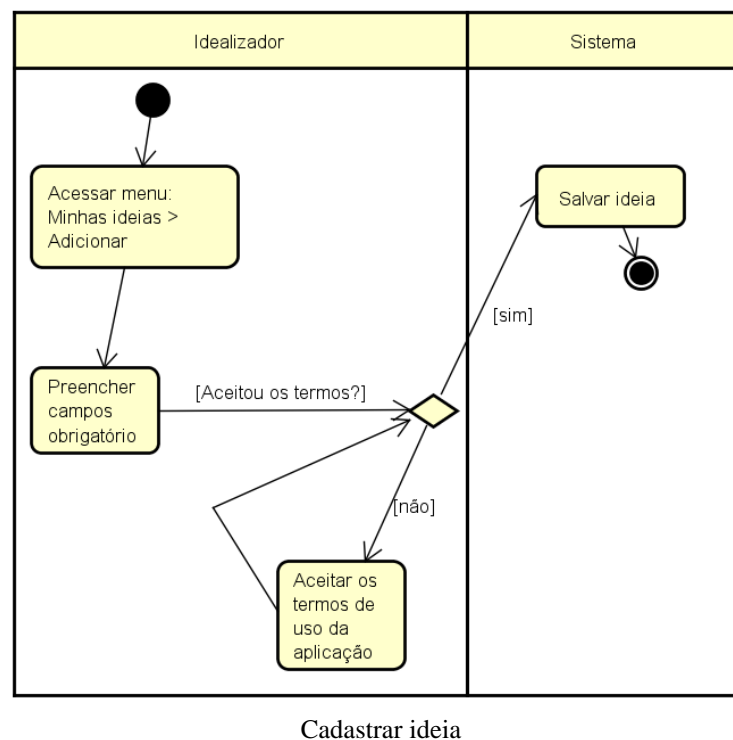 Idealizador
Sistema
Acessar menu:
Minhas ideias >
Adicionar
Salvar ideia
[sim]
Preencher
campos
obrigatório
[Aceitou os termos?]
[não]
Aceitar os
termos de
uso da
aplicação
Cadastrar ideia